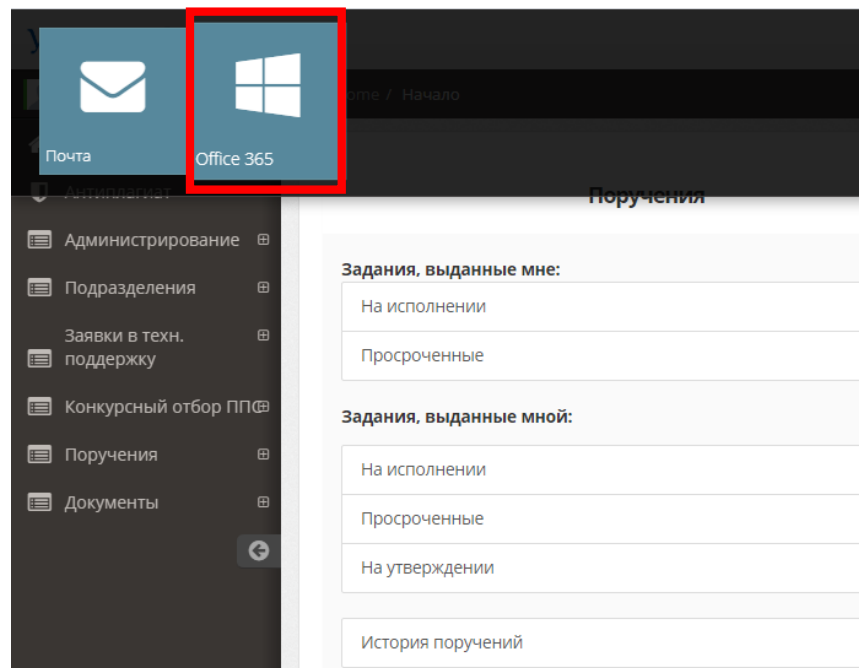 Почта
Office 365
ome / Начало
Антиплагиат
Администрирование
Подразделения
Заявки в техн.
поддержку
Конкурсный отбор ППС
Поручения
Документы
Поручения
Задания, выданные мне:
На исполнении
Просроченные
Задания, выданные мной:
На исполнении
Просроченные
На утверждении
История поручений